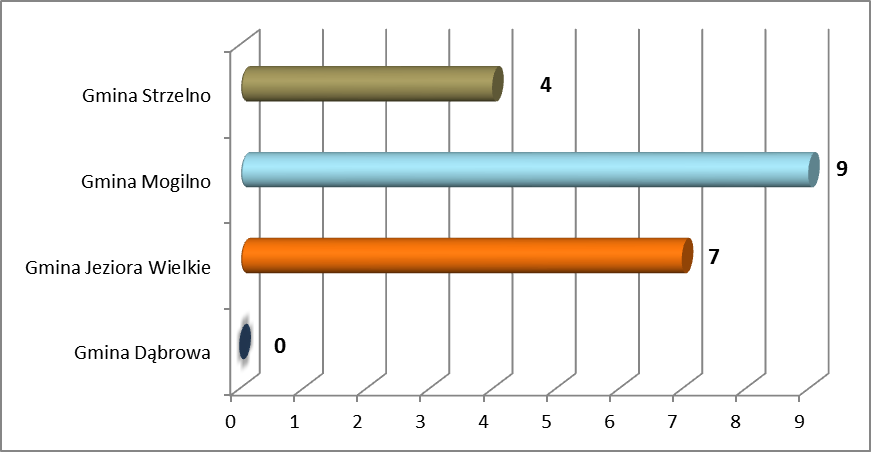 Gmina Strzelno 4
Gmina Mogilno 9
Gmina Jeziora Wielkie 7
Gmina Dąbrowa 0
0 1 2 3 4 5 6 7 8 9